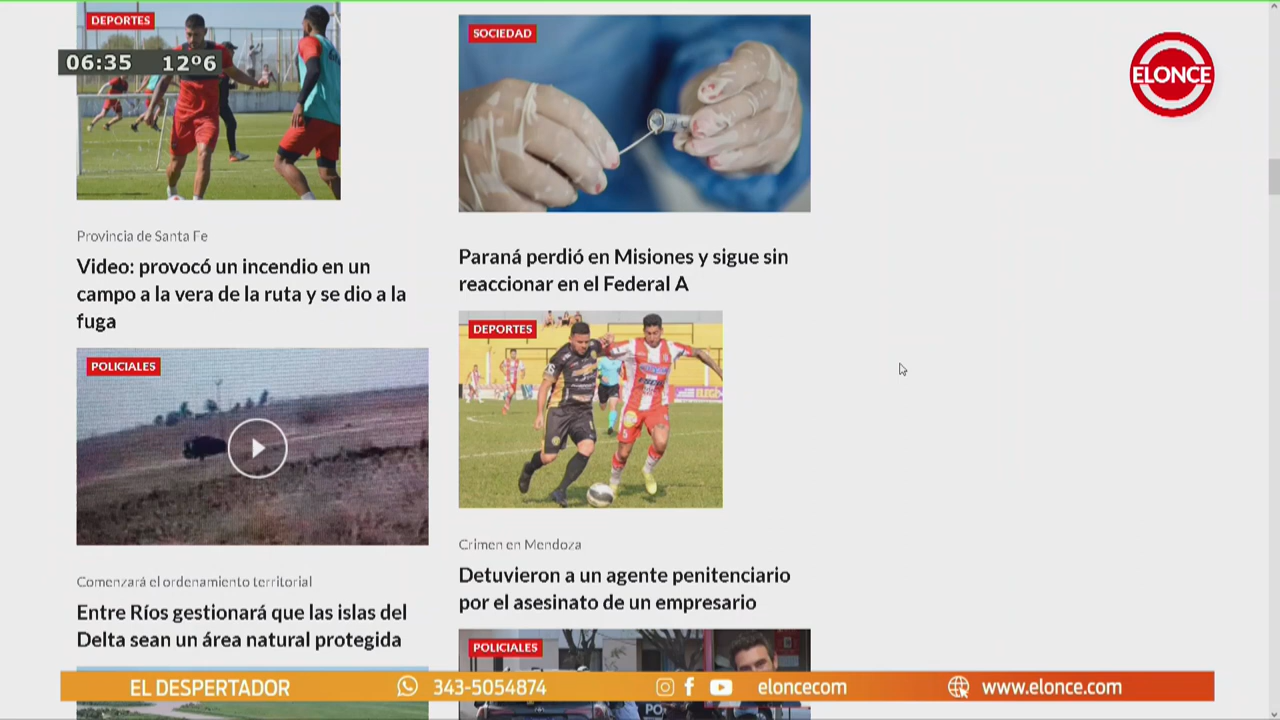 DEPORTES
06:35 12º6
Provincia de Santa Fe
Video: provocó un incendio en un
campo a la vera de la ruta y se dio a la
fuga
POLICIALES
Comenzará el ordenamiento territorial
Entre Ríos gestionará que las islas del
Delta sean un área natural protegida
SOCIEDAD
Paraná perdió en Misiones y sigue sin
reaccionar en el Federal A
DEPORTES
Crimen en Mendoza
Detuvieron a un agente penitenciario
por el asesinato de un empresario
POLICIALES
ELONCE
EL DESPERTADOR 343-5054874 eloncecom www.elonce.com